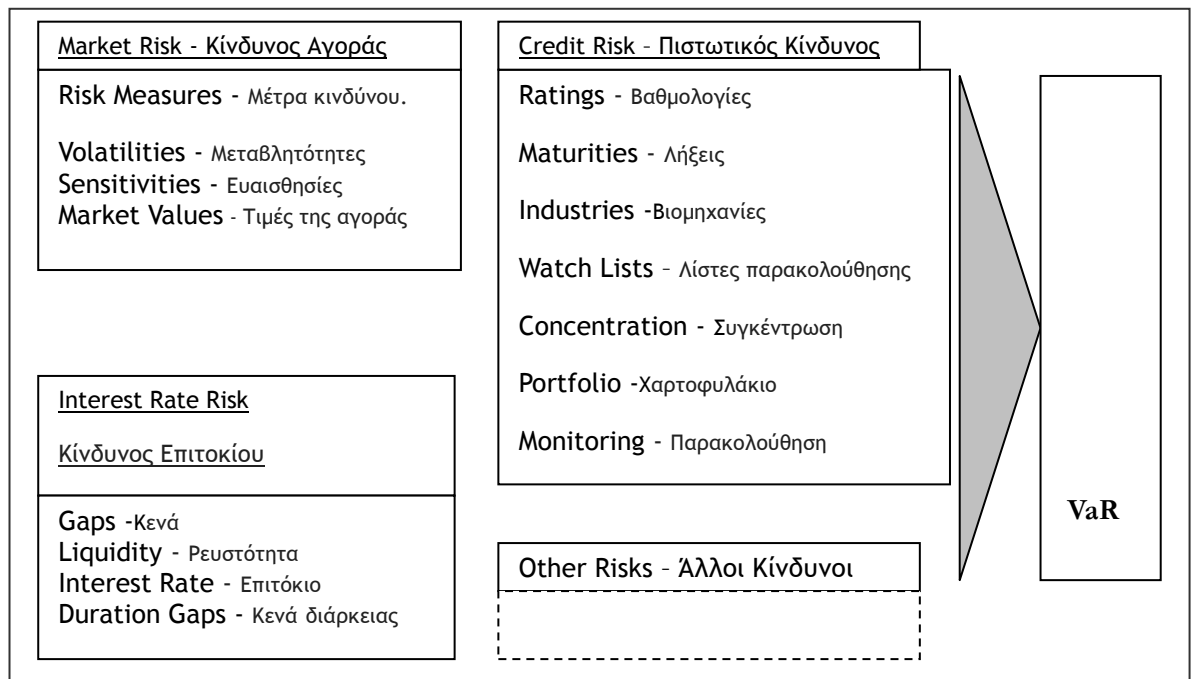 Market Risk - Κίνδυνος Αγοράς
Risk Measures - Μέτρα κινδύνου.
Volatilities - Μεταβλητότητες
Sensitivities - Ευαισθησίες
Market Values - Τιμές της αγοράς
Interest Rate Risk
Κίνδυνος Επιτοκίου
Gaps -Κενά
Liquidity - Ρευστότητα
Interest Rate - Επιτόκιο
Duration Gaps - Κενά διάρκειας
Credit Risk – Πιστωτικός Κίνδυνος
Ratings - Βαθμολογίες
Maturities - Λήξεις
Industries -Βιομηχανίες
Watch Lists – Λίστες παρακολούθησης
Concentration - Συγκέντρωση
Portfolio -Χαρτοφυλάκιο
Monitoring - Παρακολούθηση
Other Risks – Άλλοι Κίνδυνοι
VaR